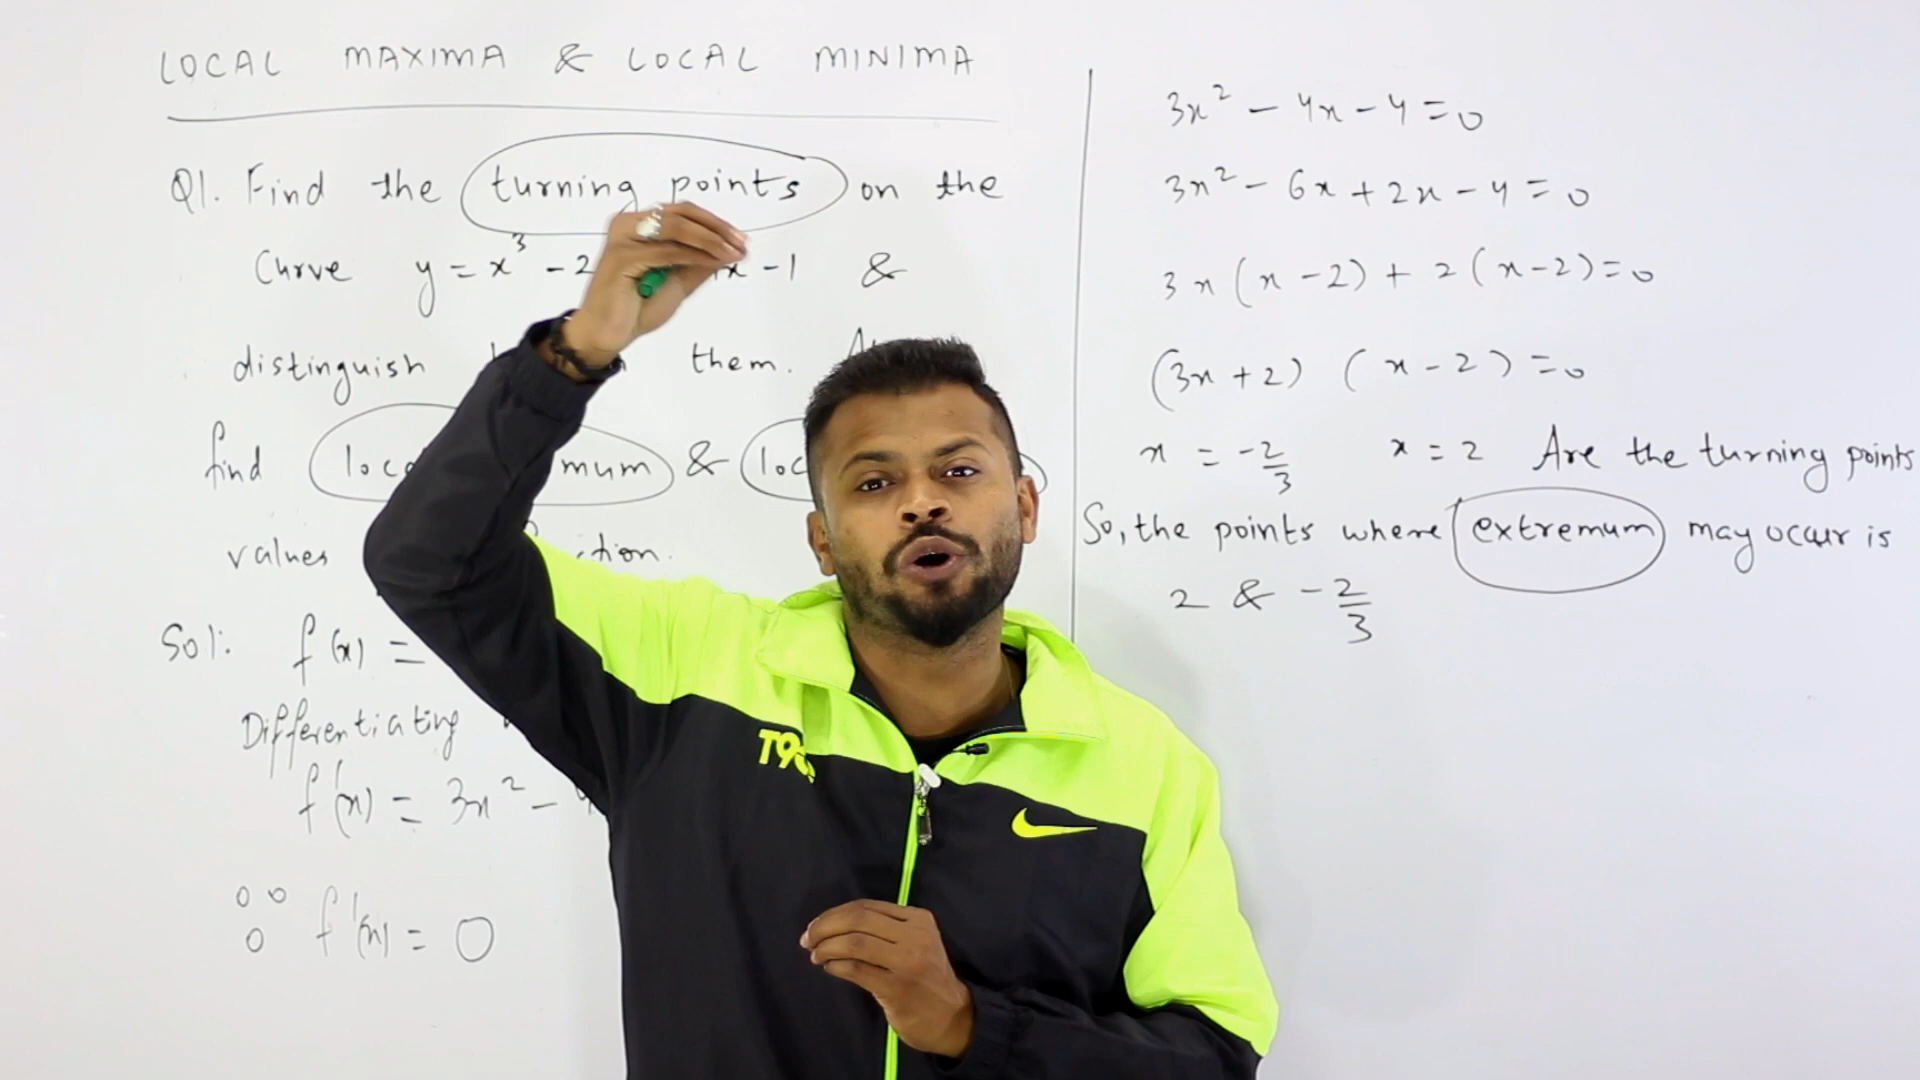 LOCAL MAXIMA & LOCAL MINIMA
Q1. Find the turning points on the
Curve y = x³ - 2 x - 1 &
distinguish them.
find loc mum & loc
values tion.
Sol: f(x) =
Differentiating
f'(x) = 3x² -
∴ f'(x) = 0
3x² - 4x - 4 = 0
3x² - 6x + 2x - 4 = 0
3x (x - 2) + 2 (x - 2) = 0
(3x + 2) (x - 2) = 0
x = -2/3 x = 2 Are the turning points
So, the points where extremum may occur is
2 & -2/3